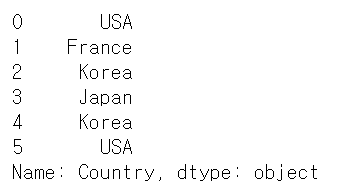 0 USA
1 France
2 Korea
3 Japan
4 Korea
5 USA
Name: Country, dtype: object